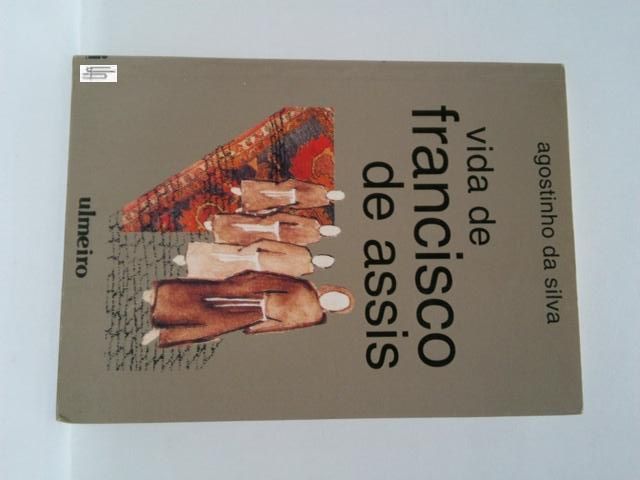 agostinho da silva
vida de
francisco
de assis
ulmeiro